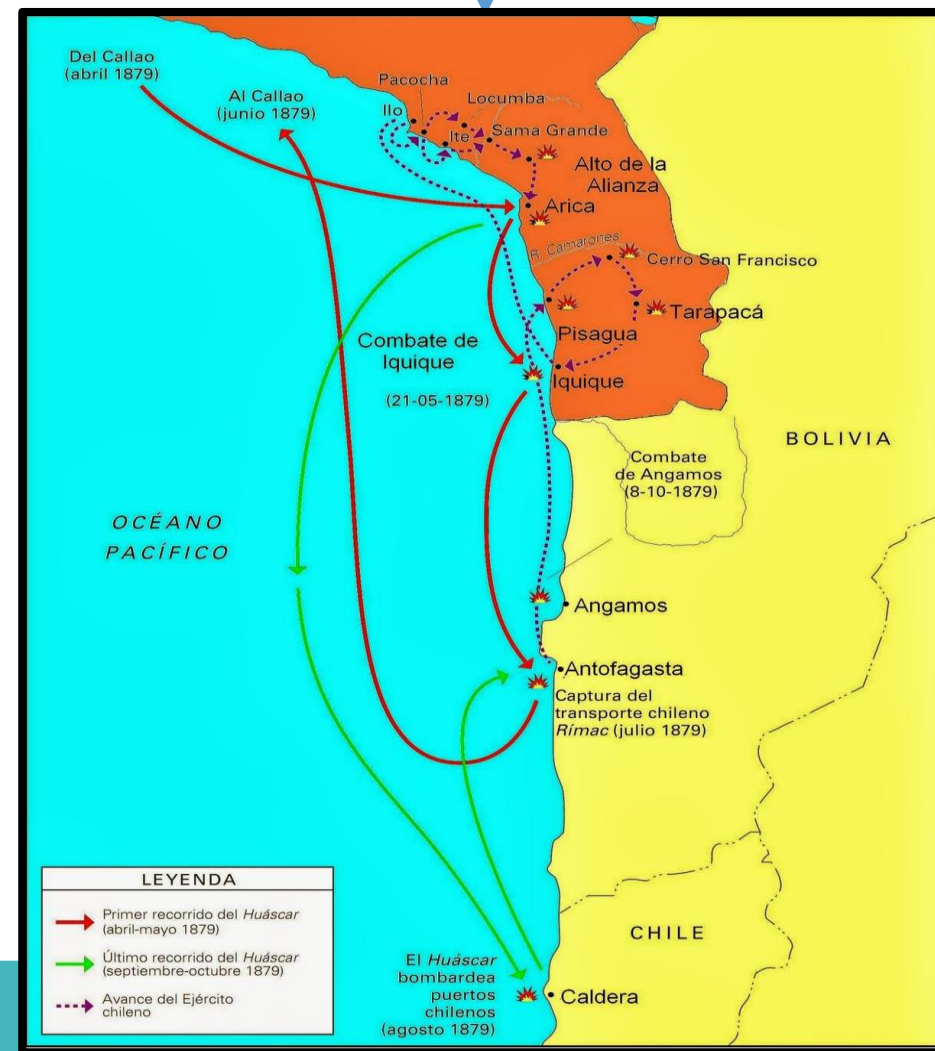 Del Callao
(abril 1879)
Al Callao
(junio 1879)
Pacocha
Locumba
Ilo
Ite
Sama Grande
Alto de la
Alianza
Arica
R. Camarones
Cerro San Francisco
Tarapacá
Pisagua
Combate de
Iquique
(21-05-1879)
Iquique
BOLIVIA
Combate
de Angamos
(8-10-1879)
OCÉANO
PACÍFICO
Angamos
Antofagasta
Captura del
transporte chileno
Rímac (julio 1879)
LEYENDA
Primer recorrido del Huáscar
(abril-mayo 1879)
Último recorrido del Huáscar
(septiembre-octubre 1879)
Avance del Ejército
chileno
CHILE
El Huáscar
bombardea
puertos
chilenos
(agosto 1879)
Caldera